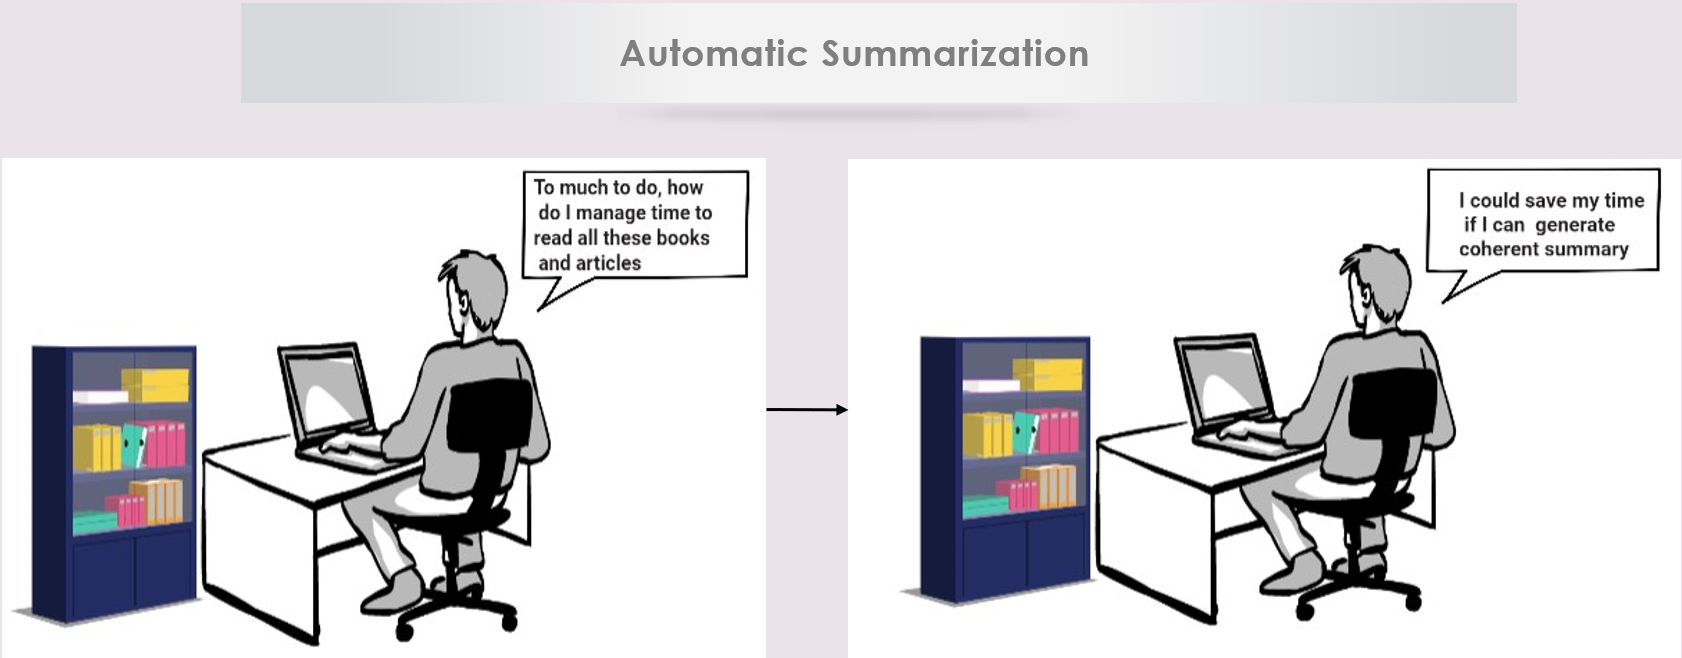 Automatic Summarization
To much to do, how
do I manage time to
read all these books
and articles
I could save my time
if I can generate
coherent summary